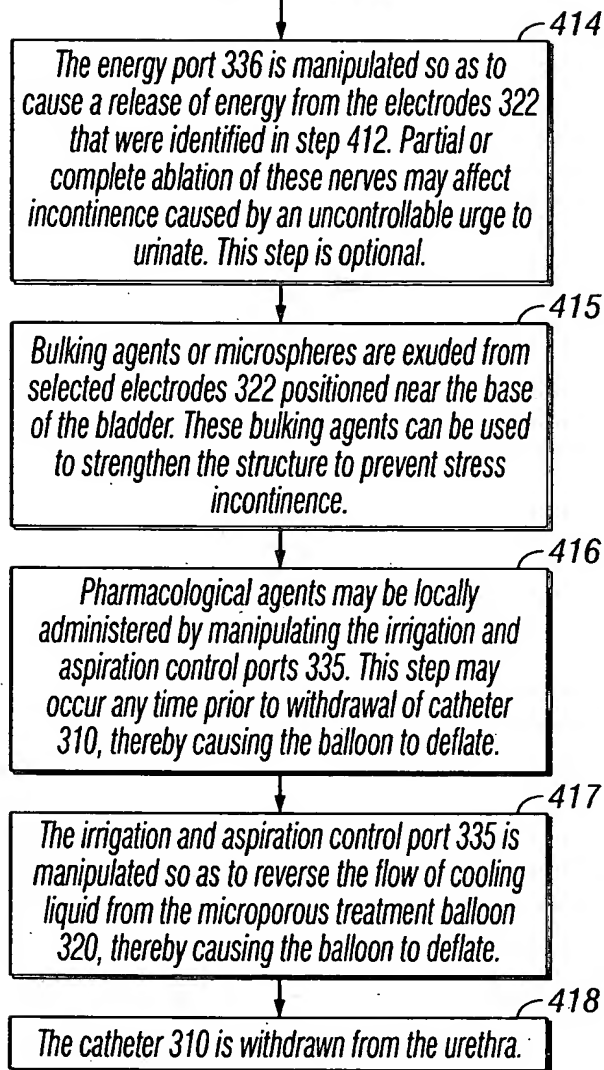 414
The energy port 336 is manipulated so as to
cause a release of energy from the electrodes 322
that were identified in step 412. Partial or
complete ablation of these nerves may affect
incontinence caused by an uncontrollable urge to
urinate. This step is optional.
415
Bulking agents or microspheres are exuded from
selected electrodes 322 positioned near the base
of the bladder. These bulking agents can be used
to strengthen the structure to prevent stress
incontinence.
416
Pharmacological agents may be locally
administered by manipulating the irrigation and
aspiration control ports 335. This step may
occur any time prior to withdrawal of catheter
310, thereby causing the balloon to deflate.
417
The irrigation and aspiration control port 335 is
manipulated so as to reverse the flow of cooling
liquid from the microporous treatment balloon
320, thereby causing the balloon to deflate.
418
The catheter 310 is withdrawn from the urethra.